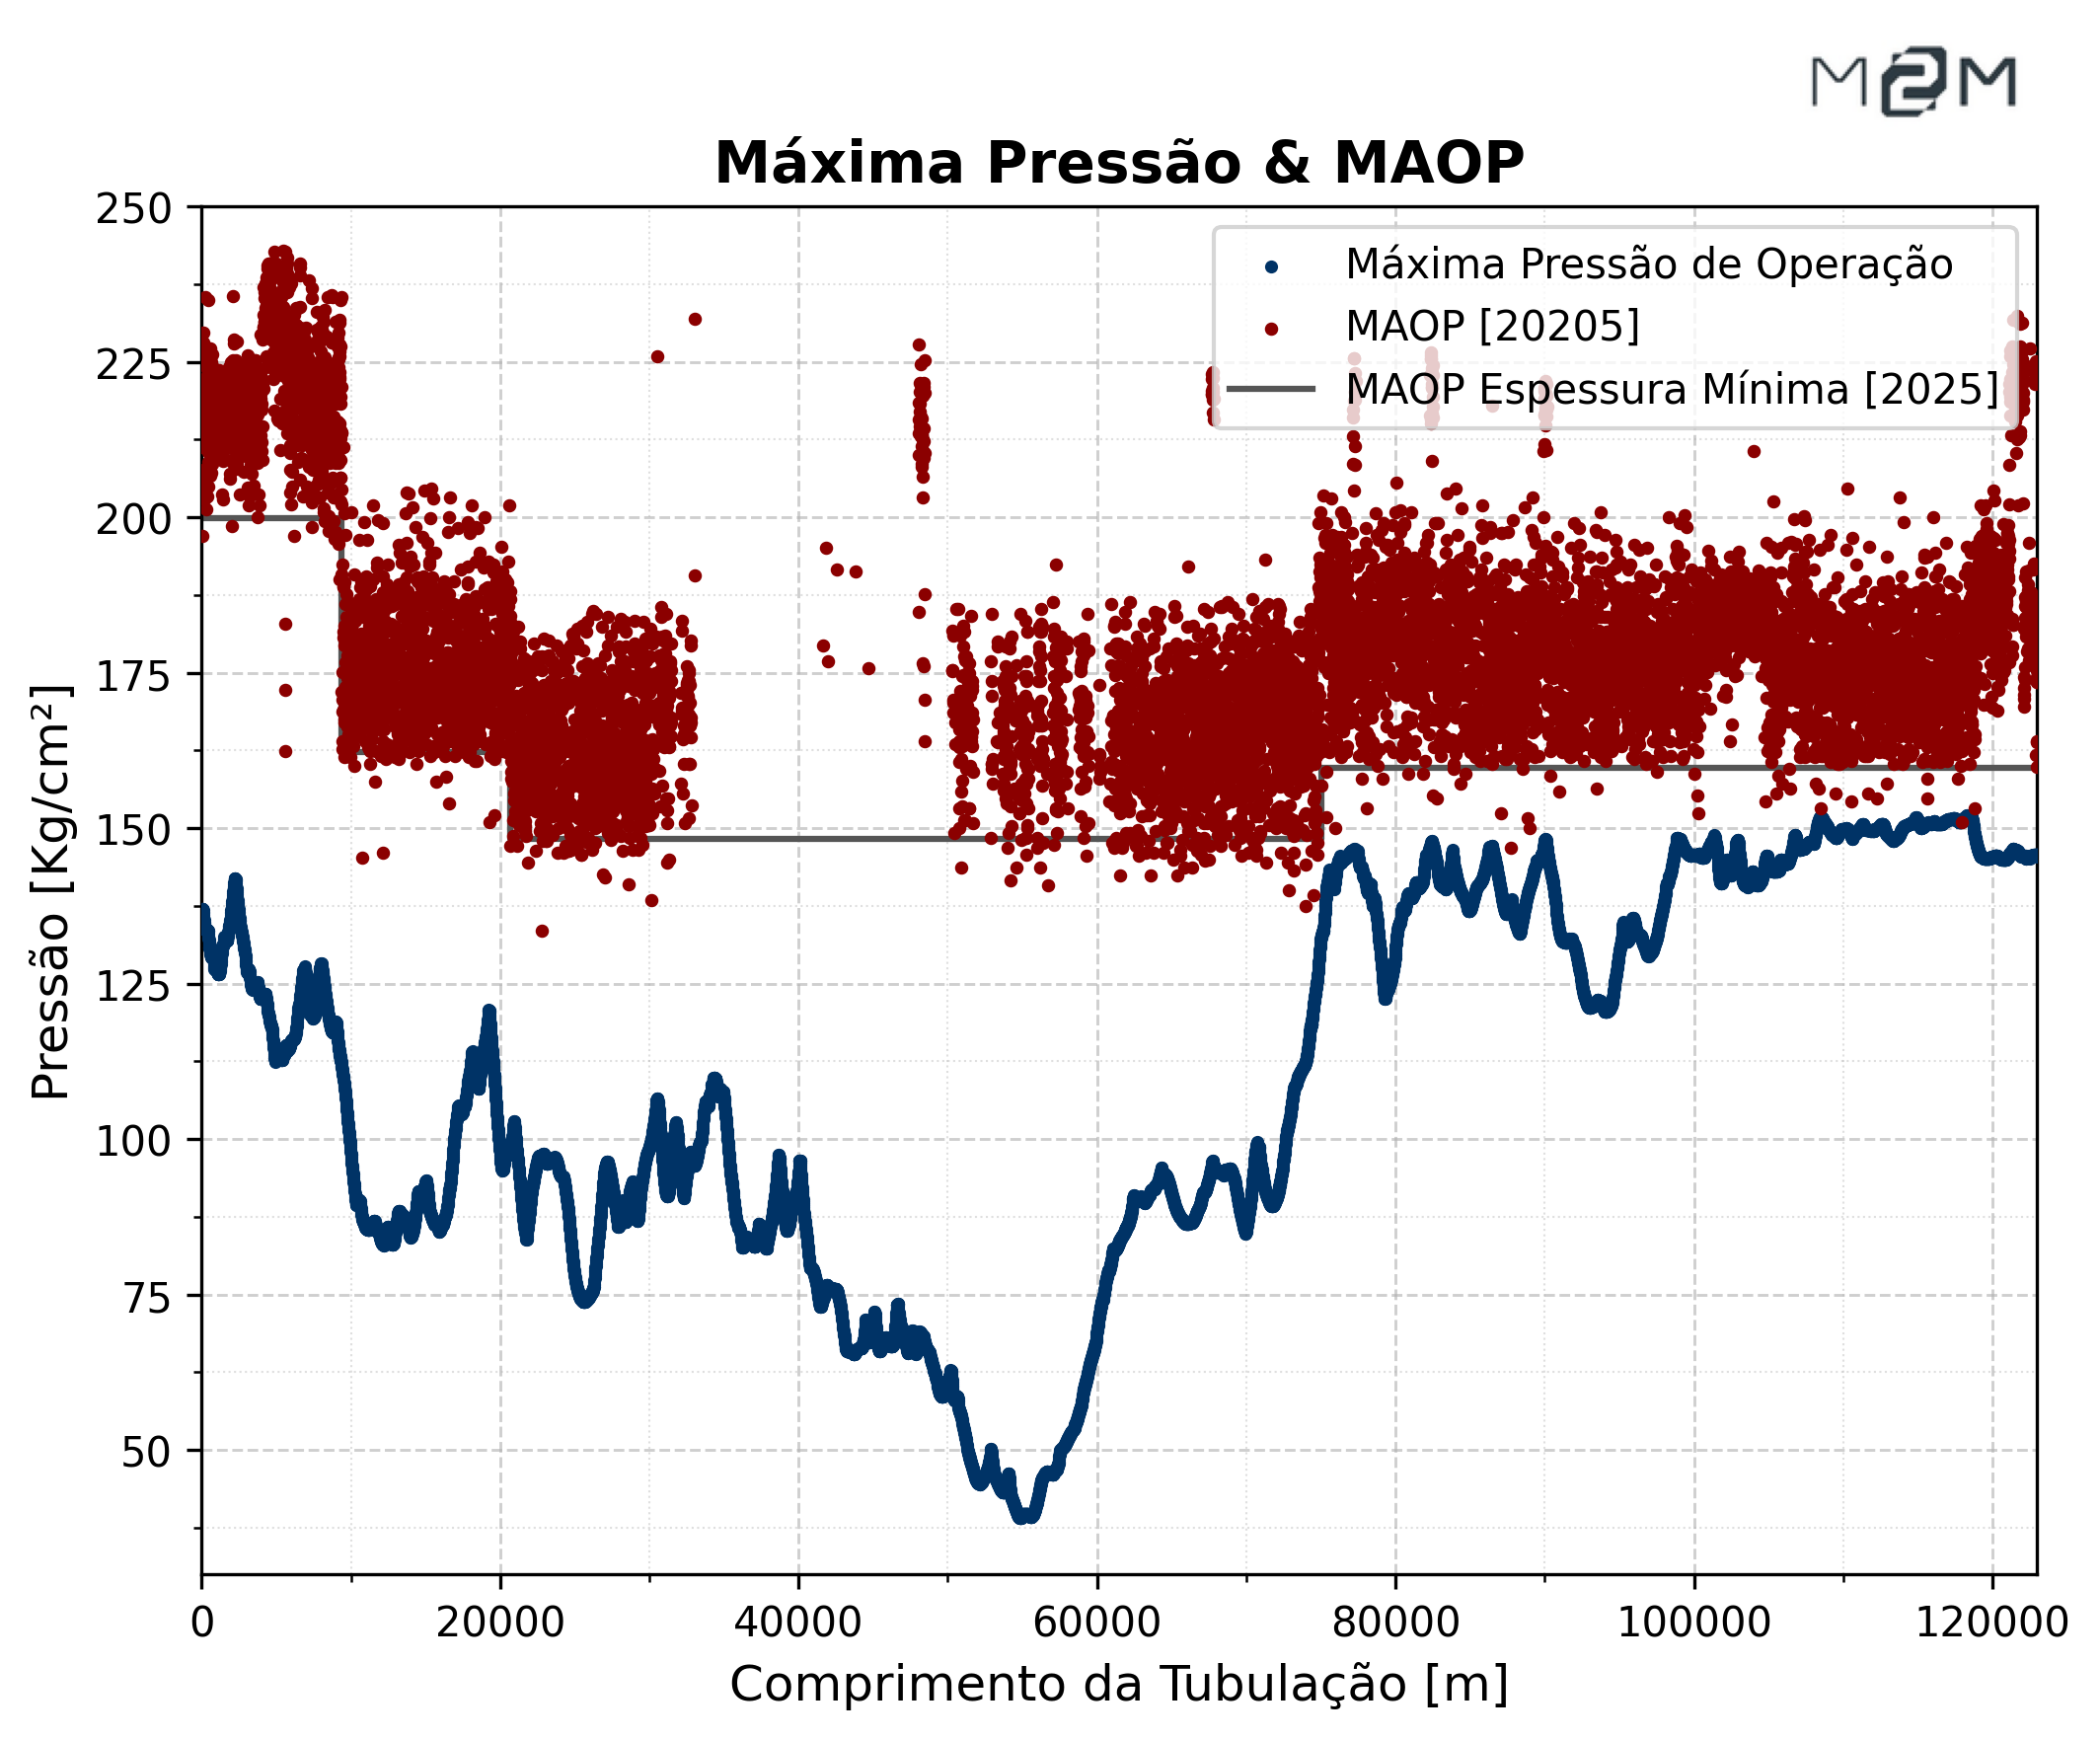 M2M
Máxima Pressão & MAOP
250
225
200
175
150
125
100
75
50
Pressão [Kg/cm²]
Máxima Pressão de Operação
MAOP [20205]
MAOP Espessura Mínima [2025]
0 20000 40000 60000 80000 100000 120000
Comprimento da Tubulação [m]